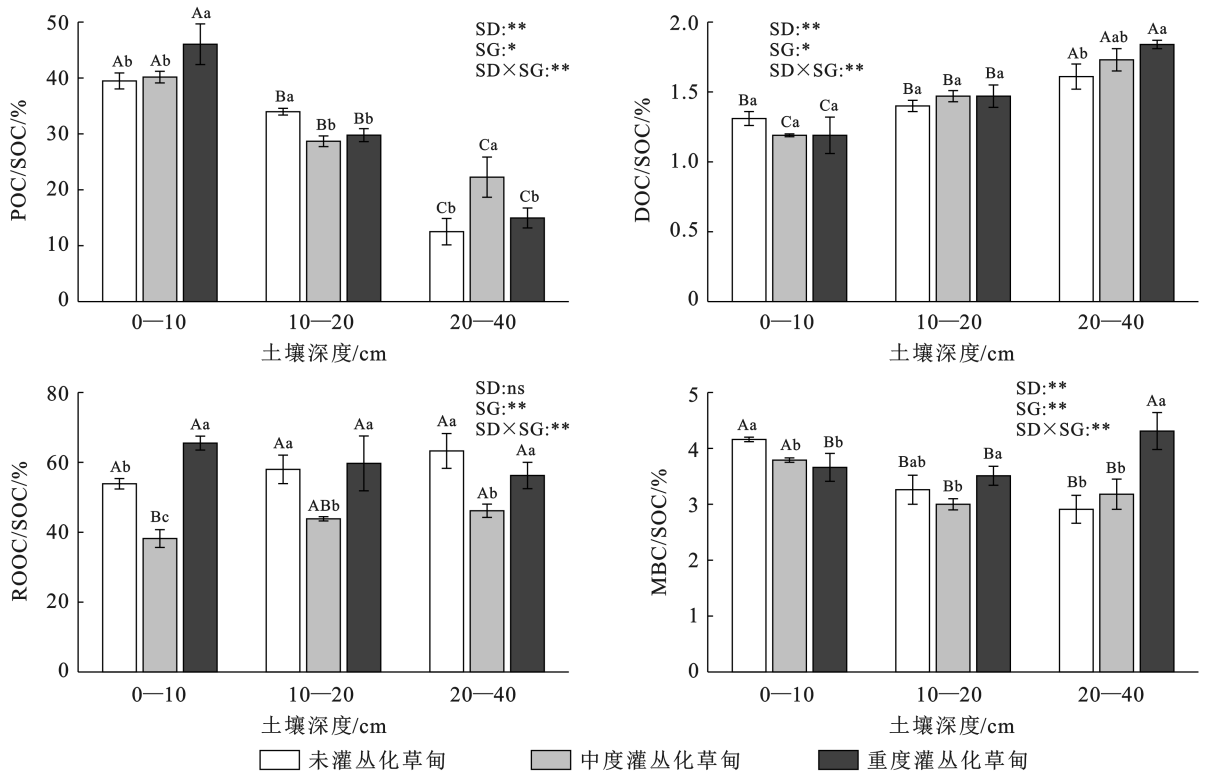 POC/SOC/%
50
40
30
20
10
0
Ab Ab Aa
Ba Bb Bb
Cb Ca Cb
SD:**
SG:*
SD×SG:**
0—10 10—20 20—40
土壤深度/cm
DOC/SOC/%
2.0
1.5
1.0
0.5
0
Ba Ca Ca
Ba Ba Ba
Ab Aab Aa
SD:**
SG:*
SD×SG:**
0—10 10—20 20—40
土壤深度/cm
ROOC/SOC/%
80
60
40
20
0
Ab Bc Aa
Aa ABb Aa
Aa Ab Aa
SD:ns
SG:**
SD×SG:**
0—10 10—20 20—40
土壤深度/cm
MBC/SOC/%
5
4
3
2
1
0
Aa Ab Bb
Bab Bb Ba
Bb Bb Aa
SD:**
SG:**
SD×SG:**
0—10 10—20 20—40
土壤深度/cm
未灌丛化草甸 中度灌丛化草甸 重度灌丛化草甸